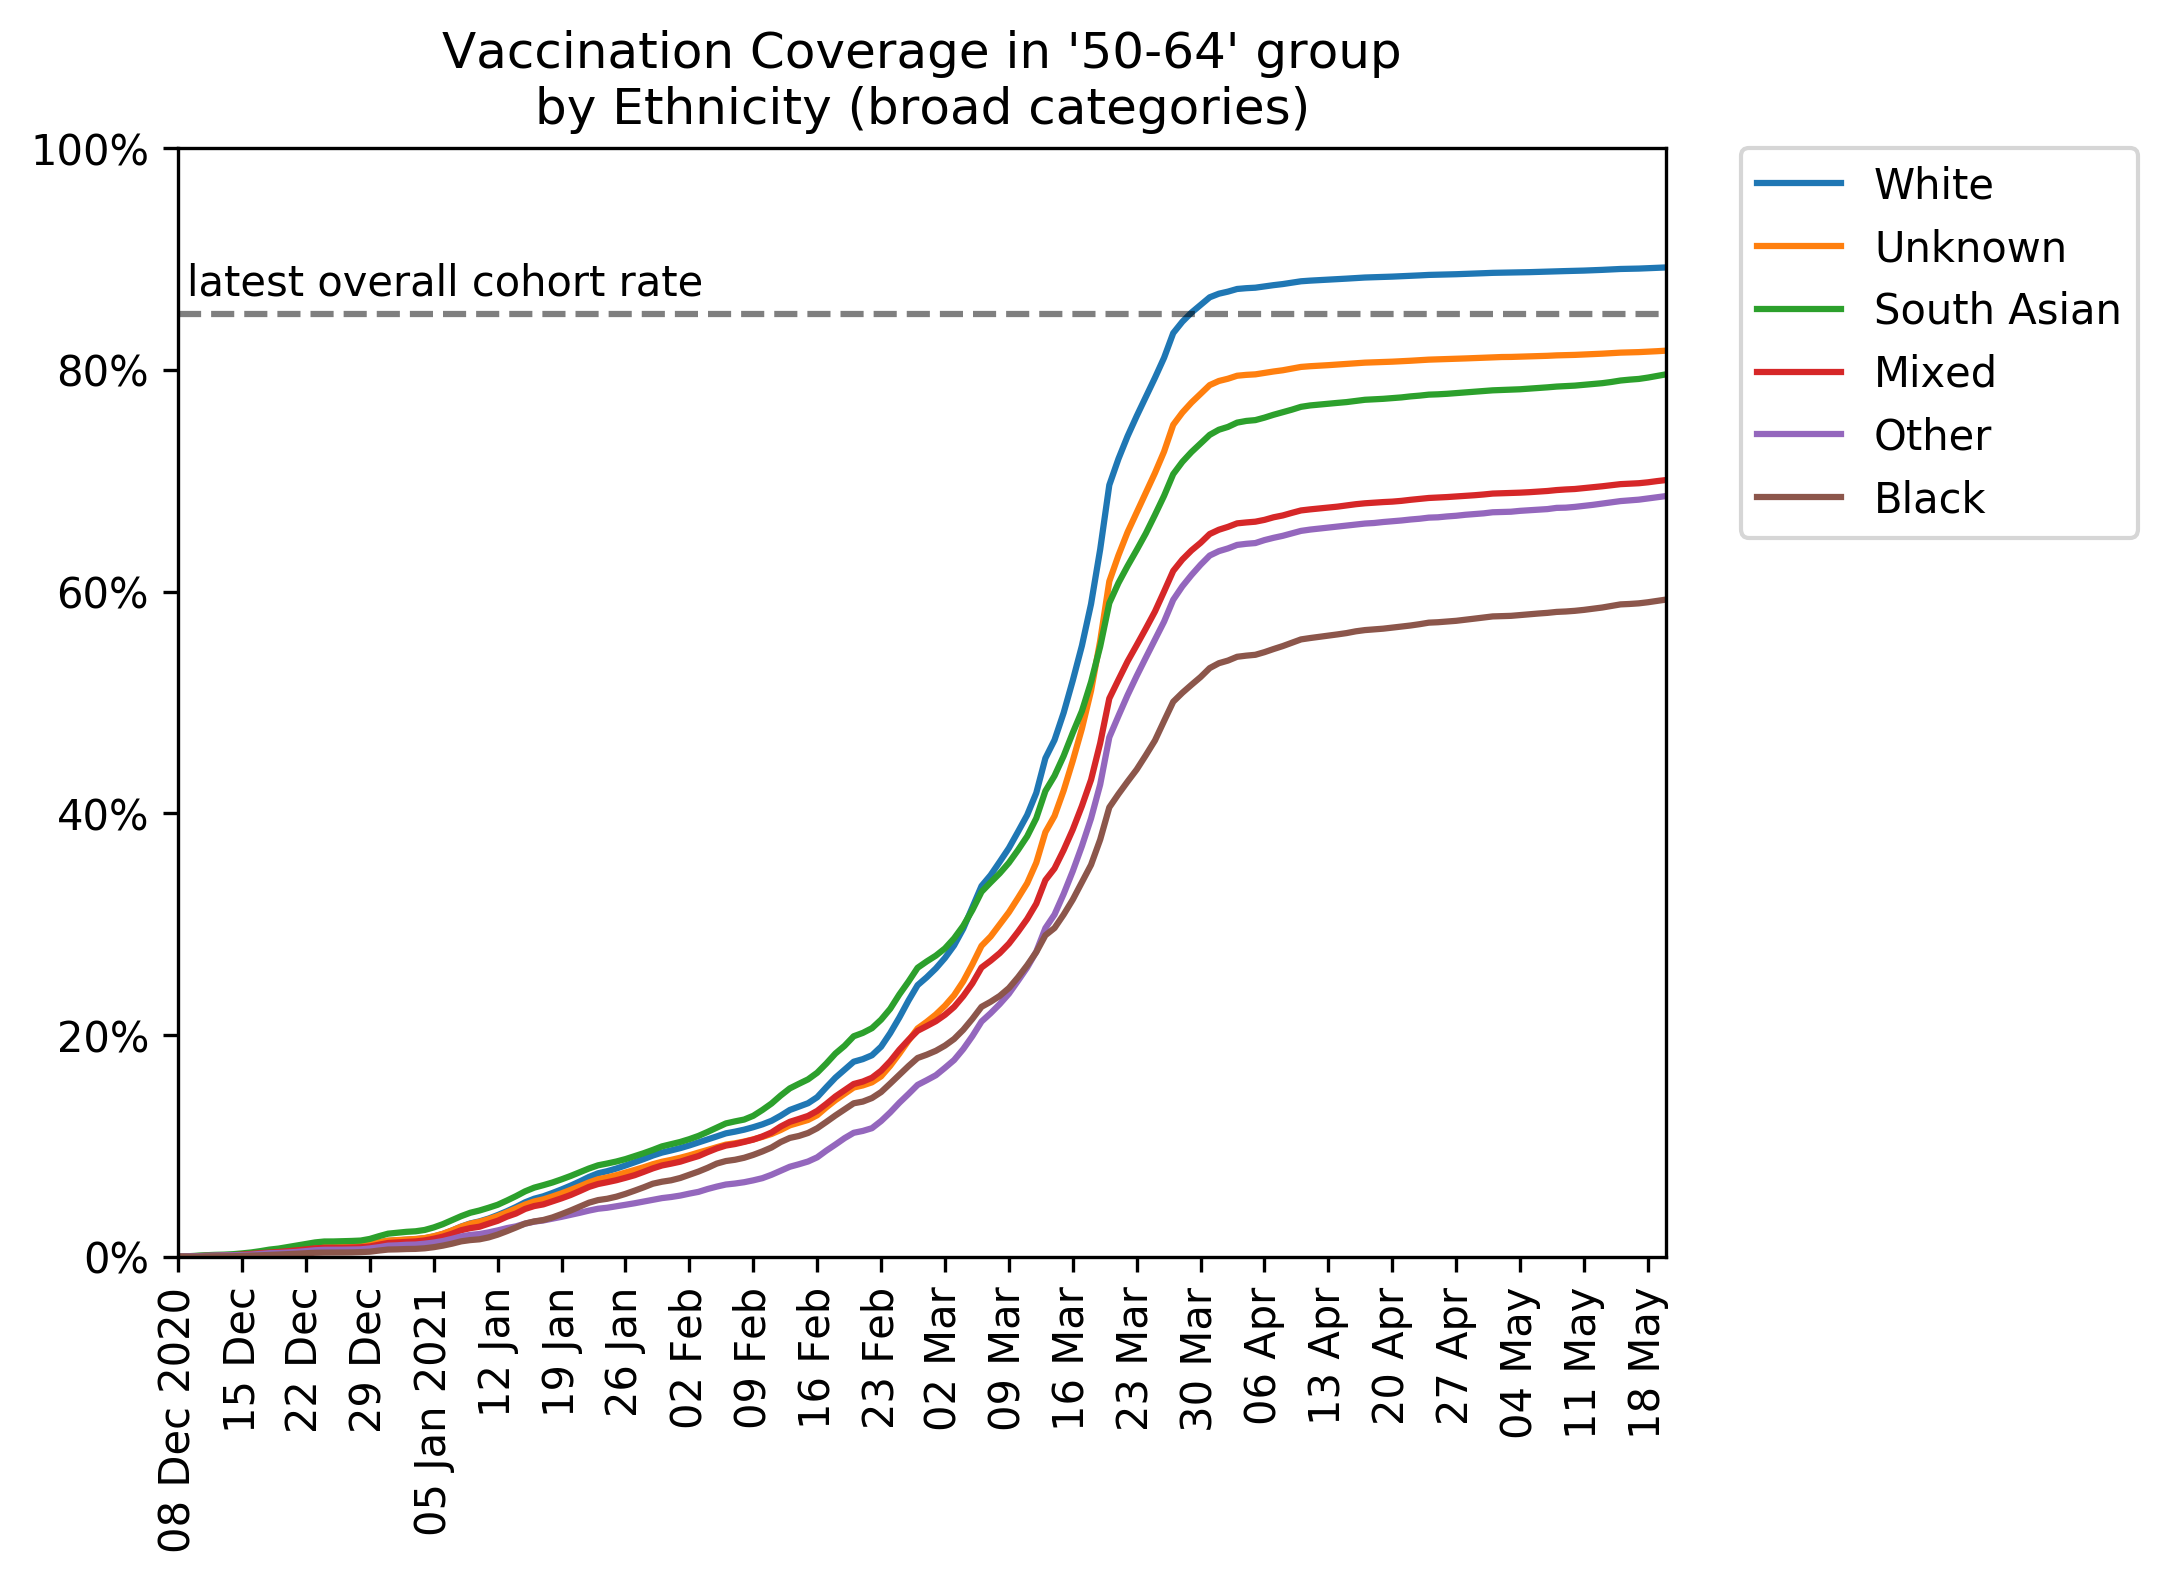 Vaccination Coverage in '50-64' group
by Ethnicity (broad categories)
100%
80%
60%
40%
20%
0%
latest overall cohort rate
White
Unknown
South Asian
Mixed
Other
Black
08 Dec 2020
15 Dec
22 Dec
29 Dec
05 Jan 2021
12 Jan
19 Jan
26 Jan
02 Feb
09 Feb
16 Feb
23 Feb
02 Mar
09 Mar
16 Mar
23 Mar
30 Mar
06 Apr
13 Apr
20 Apr
27 Apr
04 May
11 May
18 May